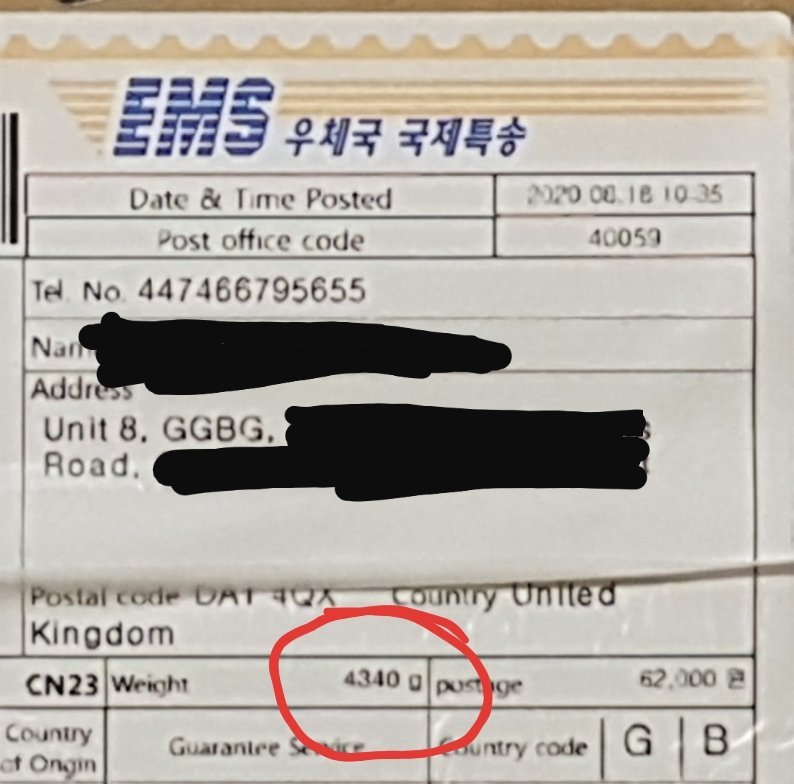 EMS 우체국 국제특송
Date & Time Posted 2020.08.18 10:35
Post office code 40059
Tel. No. 447466795655
Address
Unit 8, GGBG,
Road,
Postal code DA1 4QX Country United
Kingdom
CN23 Weight 4340 g postage 62,000 원
Country of Origin Guarantee Service Country code G B